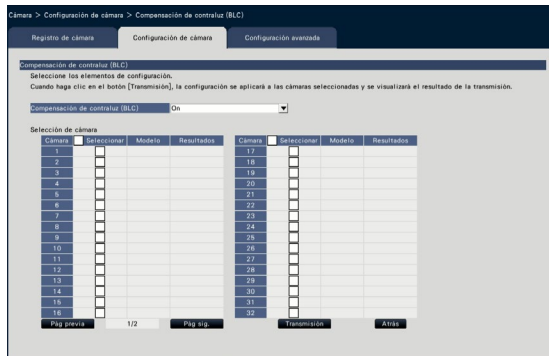 Cámara > Configuración de cámara > Compensación de contraluz (BLC)
Registro de cámara Configuración de cámara Configuración avanzada
Compensación de contraluz (BLC)
Seleccione los elementos de configuración.
Cuando haga clic en el botón [Transmisión], la configuración se aplicará a las cámaras seleccionadas y se visualizará el resultado de la transmisión.
Compensación de contraluz (BLC) On
Selección de cámara
Cámara Seleccionar Modelo Resultados Cámara Seleccionar Modelo Resultados
1 17
2 18
3 19
4 20
5 21
6 22
7 23
8 24
9 25
10 26
11 27
12 28
13 29
14 30
15 31
16 32
Pág previa 1/2 Pág sig. Transmisión Atrás